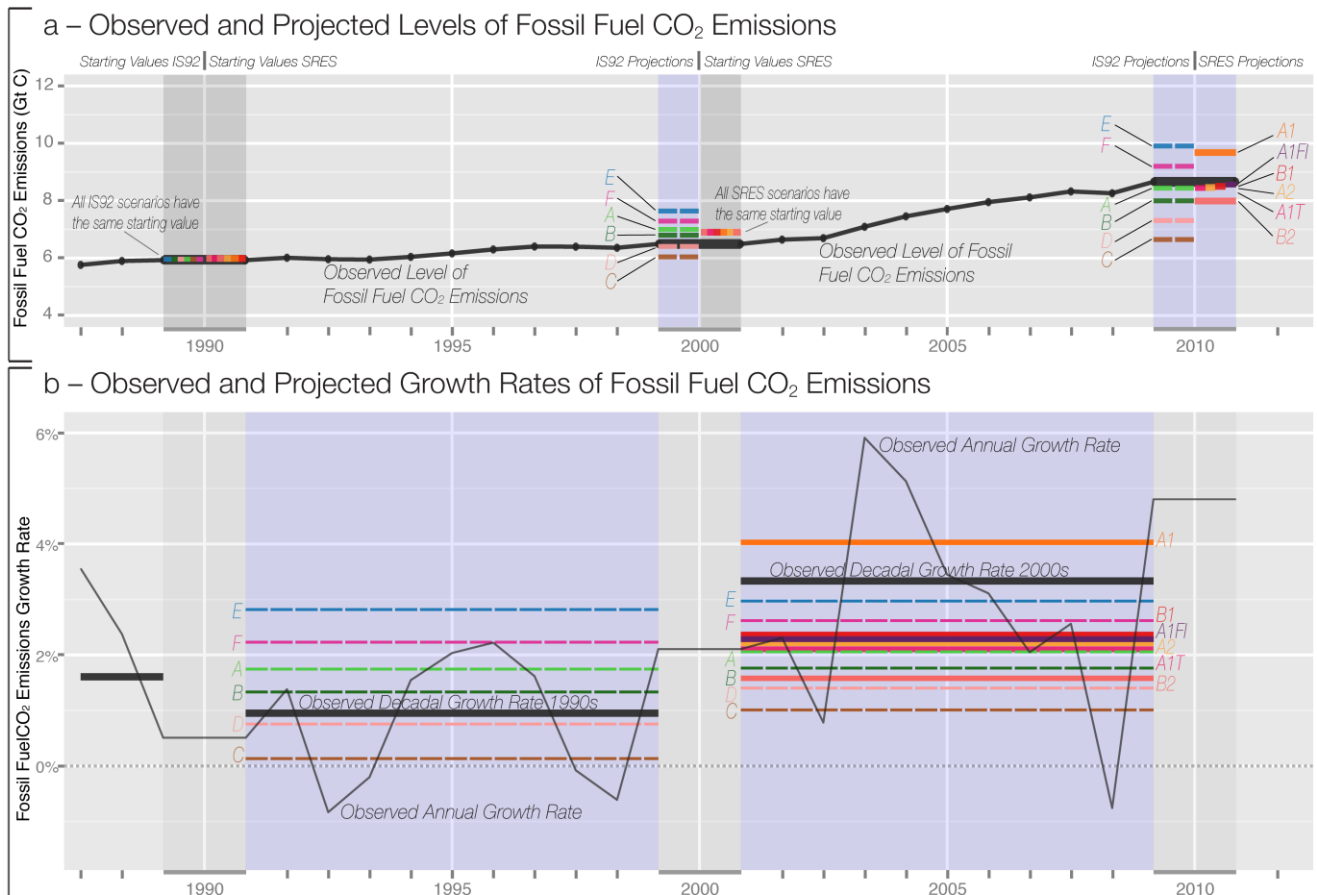 a – Observed and Projected Levels of Fossil Fuel CO₂ Emissions
Starting Values IS92 | Starting Values SRES
IS92 Projections | Starting Values SRES
IS92 Projections | SRES Projections
Fossil Fuel CO₂ Emissions (Gt C)
12
10
8
6
4
All IS92 scenarios have
the same starting value
Observed Level of
Fossil Fuel CO₂ Emissions
E
F
A
B
D
C
All SRES scenarios have
the same starting value
Observed Level of Fossil
Fuel CO₂ Emissions
E
F
A
B
D
C
A1
A1FI
B1
A2
A1T
B2
1990
1995
2000
2005
2010
b – Observed and Projected Growth Rates of Fossil Fuel CO₂ Emissions
Fossil FuelCO₂ Emissions Growth Rate
6%
4%
2%
0%
E
F
A
B
D
C
Observed Decadal Growth Rate 1990s
Observed Annual Growth Rate
Observed Annual Growth Rate
Observed Decadal Growth Rate 2000s
E
F
A
B
D
C
A1
B1
A1FI
A2
A1T
B2
1990
1995
2000
2005
2010